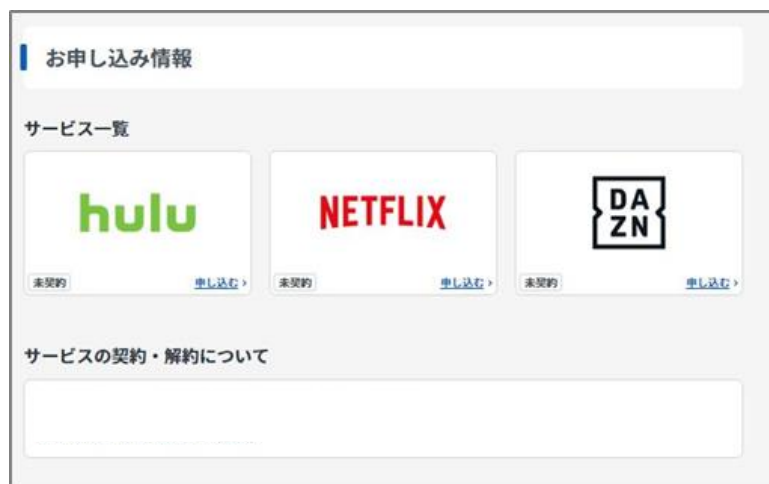 お申し込み情報
サービス一覧
hulu
NETFLIX
DA
ZN
未契約 申し込む ›
未契約 申し込む ›
未契約 申し込む ›
サービスの契約・解約について